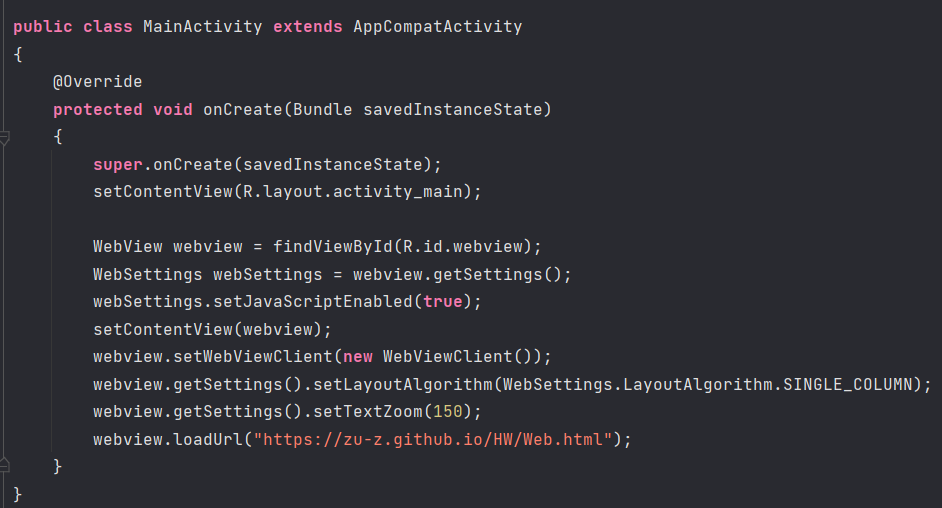 public class MainActivity extends AppCompatActivity
{
    @Override
    protected void onCreate(Bundle savedInstanceState)
    {
        super.onCreate(savedInstanceState);
        setContentView(R.layout.activity_main);

        WebView webview = findViewById(R.id.webview);
        WebSettings webSettings = webview.getSettings();
        webSettings.setJavaScriptEnabled(true);
        setContentView(webview);
        webview.setWebViewClient(new WebViewClient());
        webview.getSettings().setLayoutAlgorithm(WebSettings.LayoutAlgorithm.SINGLE_COLUMN);
        webview.getSettings().setTextZoom(150);
        webview.loadUrl("https://zu-z.github.io/HW/Web.html");
    }
}